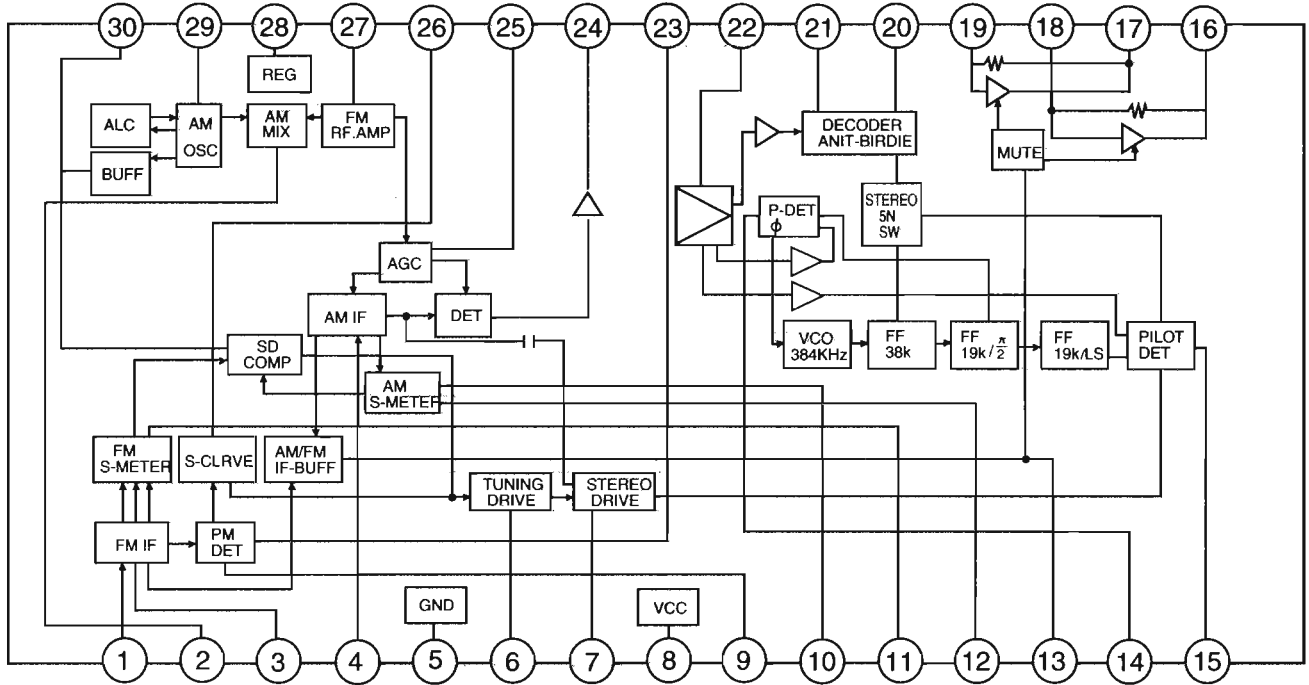 30 29 28 27 26 25 24 23 22 21 20 19 18 17 16
REG
ALC
AM
OSC
AM
MIX
FM
RF.AMP
BUFF
DECODER
ANIT-BIRDIE
MUTE
STEREO
5N
SW
P-DET
ϕ
AGC
AM IF
DET
SD
COMP
VCO
384KHz
FF
38k
FF
19k/π/2
FF
19k/LS
PILOT
DET
AM
S-METER
FM
S-METER
S-CLRVE
AM/FM
IF-BUFF
TUNING
DRIVE
STEREO
DRIVE
FM IF
PM
DET
GND
VCC
1 2 3 4 5 6 7 8 9 10 11 12 13 14 15